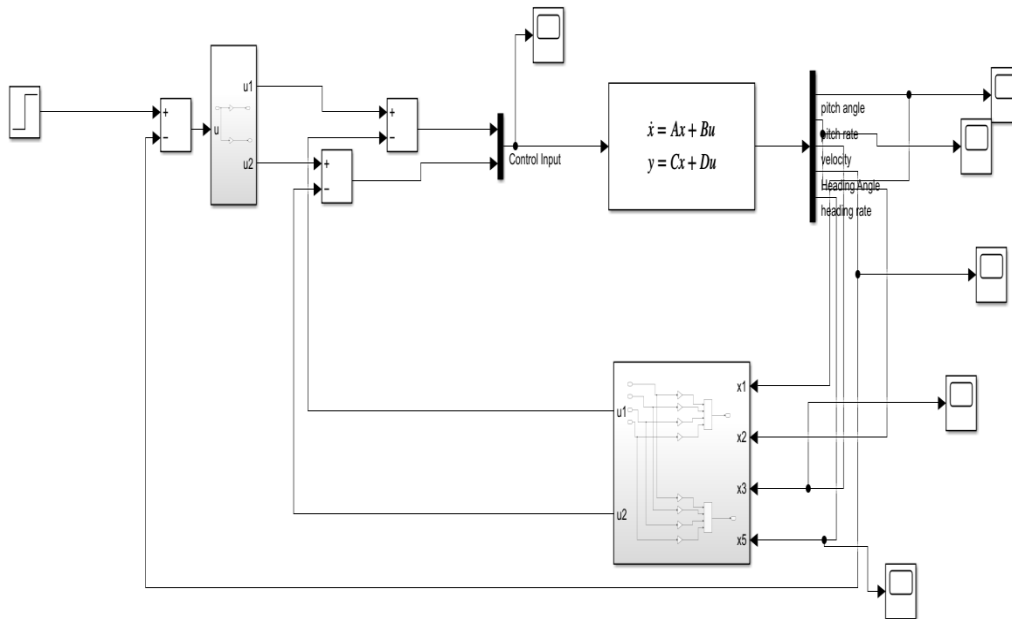 +
−
u
u1
u2
+
−
+
−
Control Input
ẋ = Ax + Bu
y = Cx + Du
pitch angle
pitch rate
velocity
Heading Angle
heading rate
u1
u2
x1
x2
x3
x5